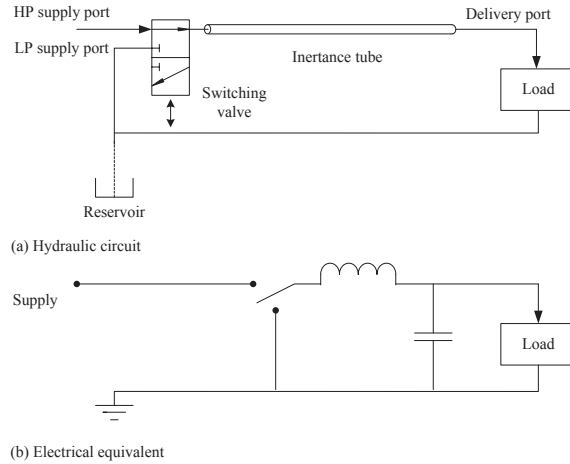 HP supply port
Delivery port
LP supply port
Inertance tube
Load
Switching
valve
Reservoir
(a) Hydraulic circuit
Supply
Load
(b) Electrical equivalent